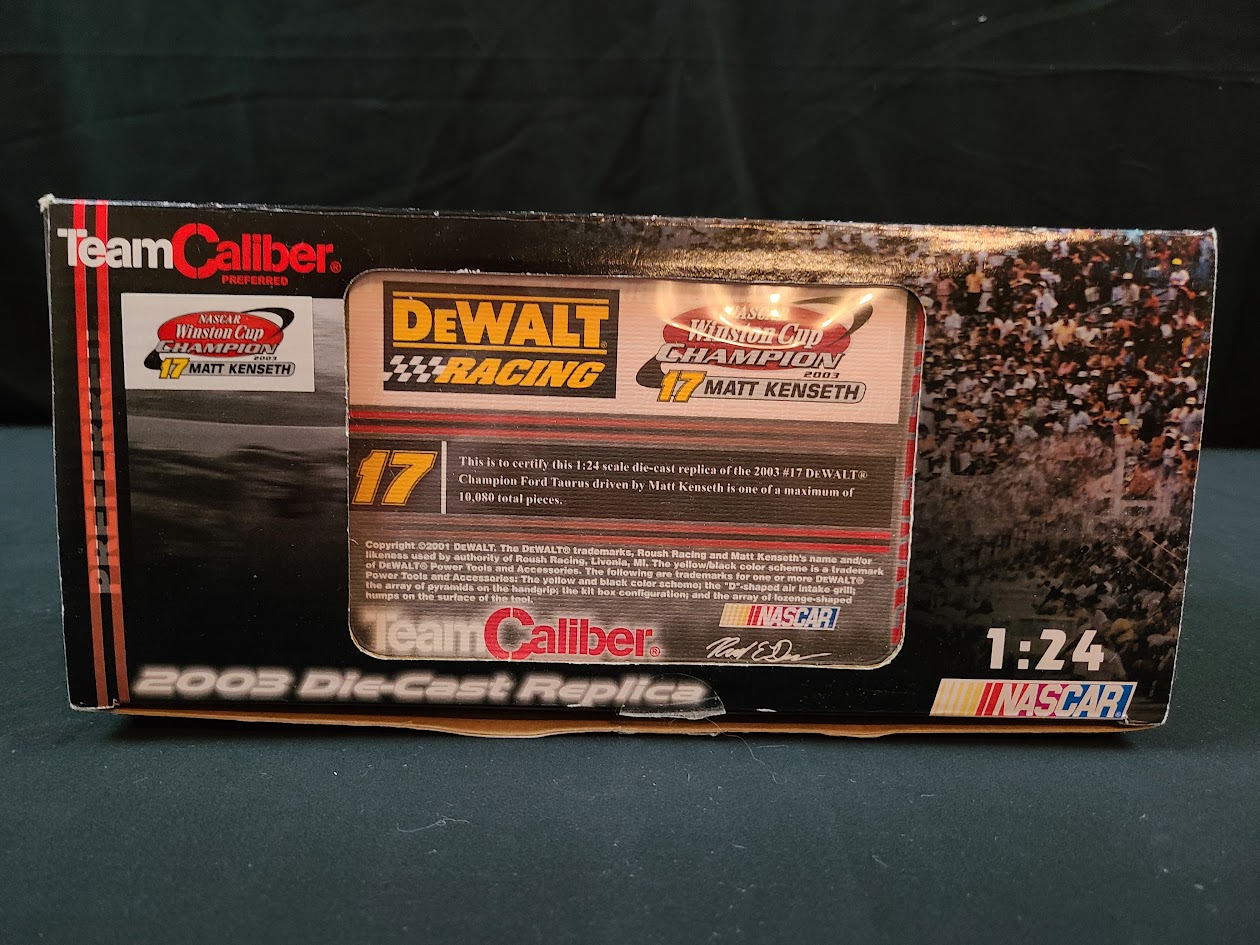 TeamCaliber®
PREFERRED
PREFERRED
NASCAR
Winston Cup
CHAMPION
2003
17 MATT KENSETH
DEWALT®
RACING
NASCAR
Winston Cup
CHAMPION
2003
17 MATT KENSETH
17
This is to certify this 1:24 scale die-cast replica of the 2003 #17 DEWALT®
Champion Ford Taurus driven by Matt Kenseth is one of a maximum of
10,080 total pieces.
Copyright ©2001 DEWALT. The DEWALT® trademarks, Roush Racing and Matt Kenseth's name and/or
likeness used by authority of Roush Racing, Livonia, MI. The yellow/black color scheme is a trademark
of DEWALT® Power Tools and Accessories. The following are trademarks for one or more DEWALT®
Power Tools and Accessories: The yellow and black color scheme; the "D"-shaped air intake grill;
the array of pyramids on the handgrip; the kit box configuration; and the array of lozenge-shaped
humps on the surface of the tool.
NASCAR
TeamCaliber®
2003 Die-Cast Replica
1:24
NASCAR®